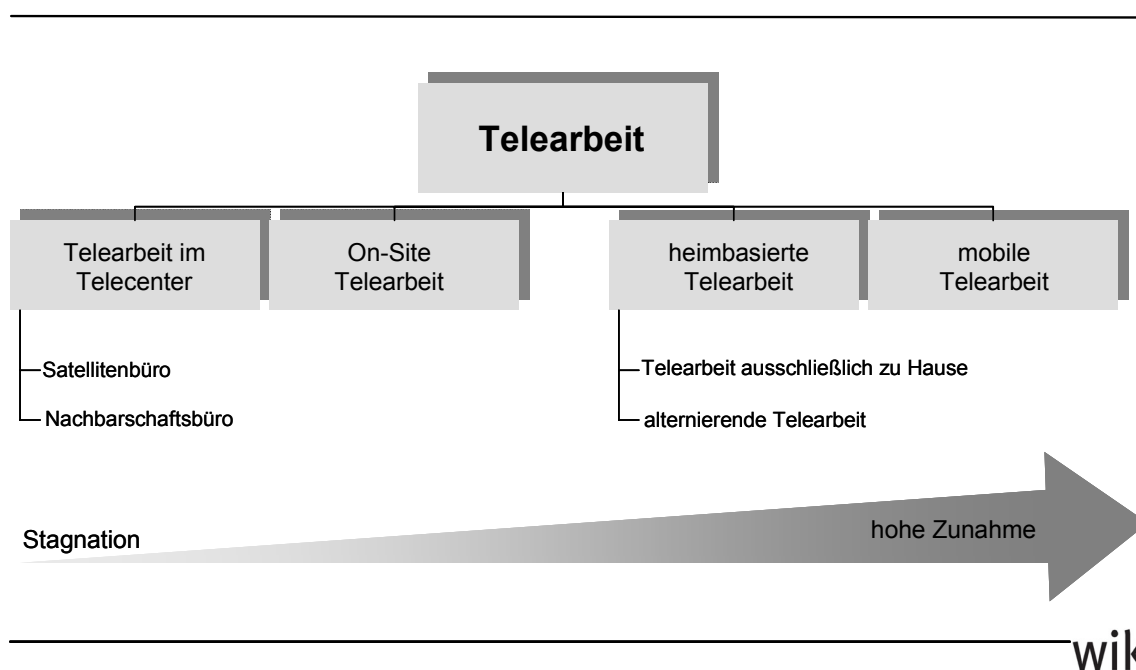 Telearbeit
Telearbeit im
Telecenter
On-Site
Telearbeit
heimbasierte
Telearbeit
mobile
Telearbeit
Satellitenbüro
Nachbarschaftsbüro
Telearbeit ausschließlich zu Hause
alternierende Telearbeit
Stagnation
hohe Zunahme
wik